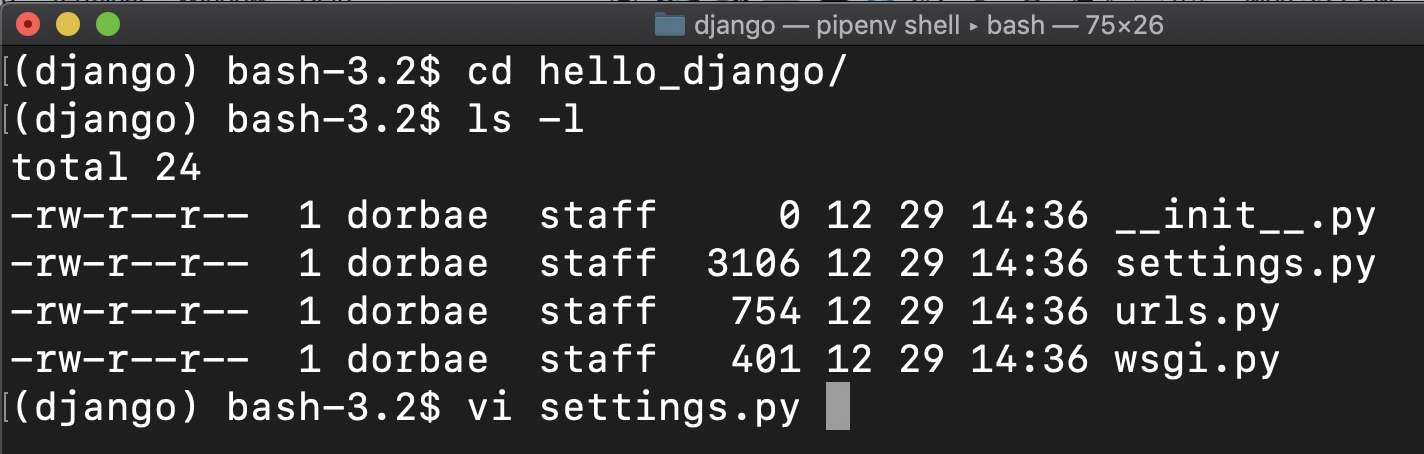 django — pipenv shell ▸ bash — 75×26
(django) bash-3.2$ cd hello_django/
(django) bash-3.2$ ls -l
total 24
-rw-r--r--  1 dorbae  staff     0 12 29 14:36 __init__.py
-rw-r--r--  1 dorbae  staff  3106 12 29 14:36 settings.py
-rw-r--r--  1 dorbae  staff   754 12 29 14:36 urls.py
-rw-r--r--  1 dorbae  staff   401 12 29 14:36 wsgi.py
(django) bash-3.2$ vi settings.py